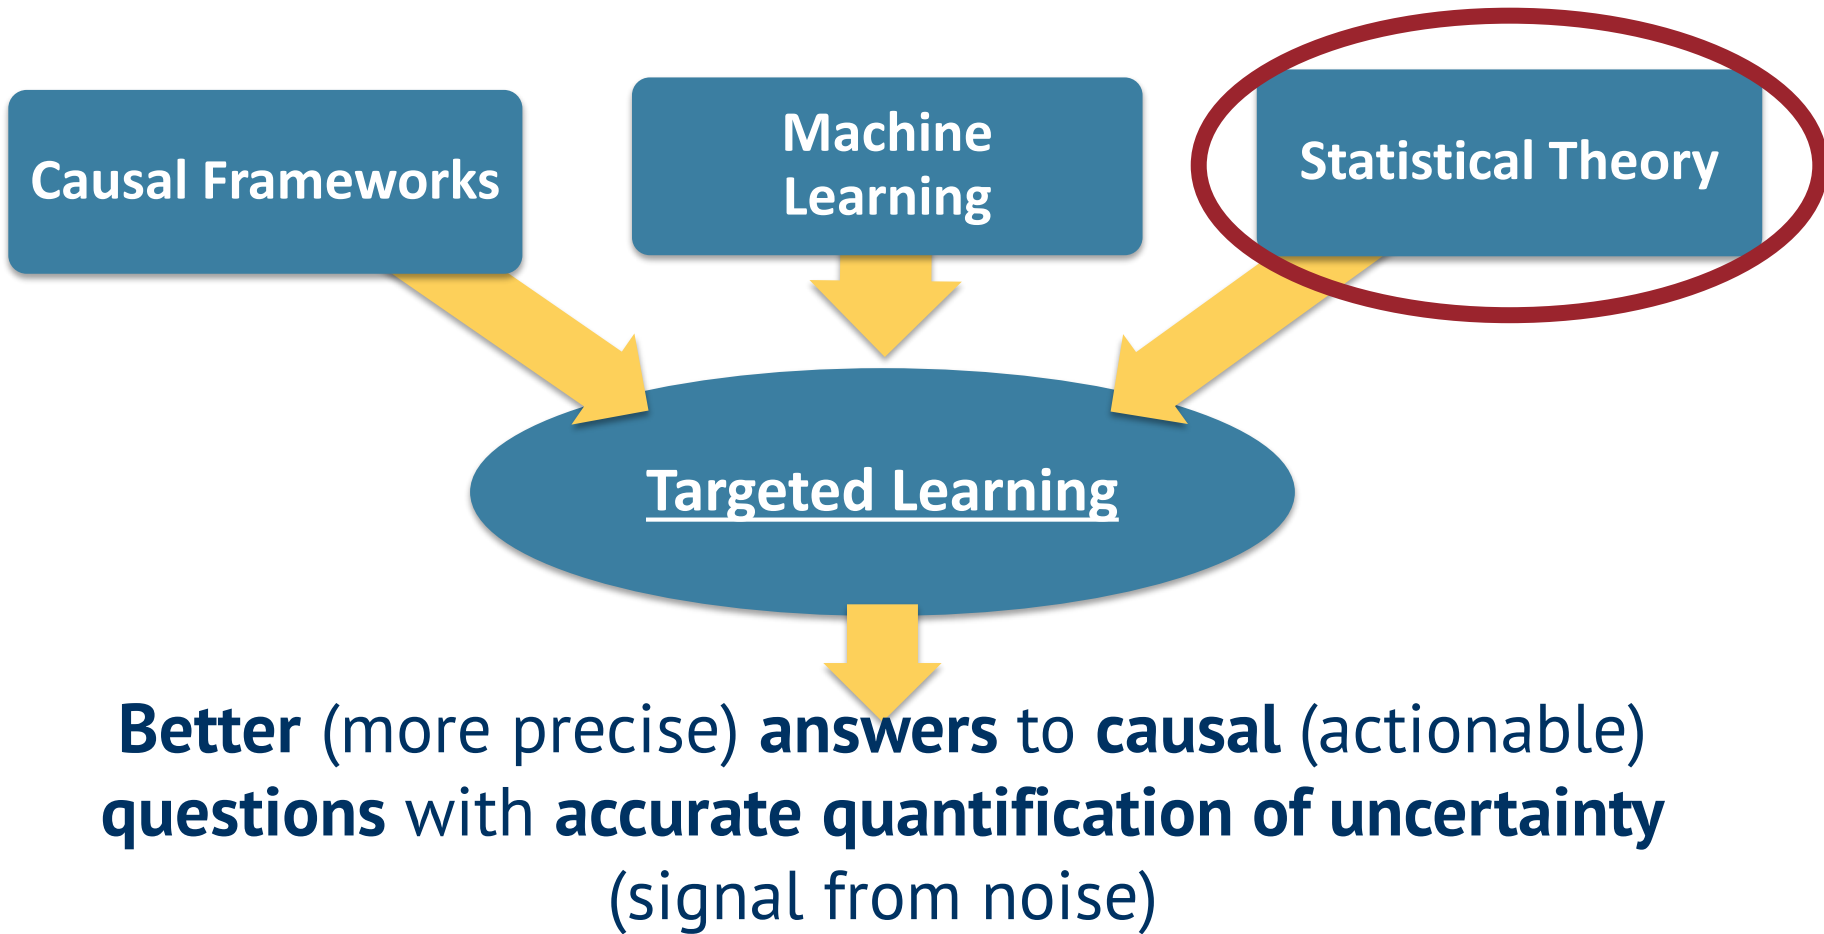 Causal Frameworks
Machine
Learning
Statistical Theory
Targeted Learning
Better (more precise) answers to causal (actionable)
questions with accurate quantification of uncertainty
(signal from noise)